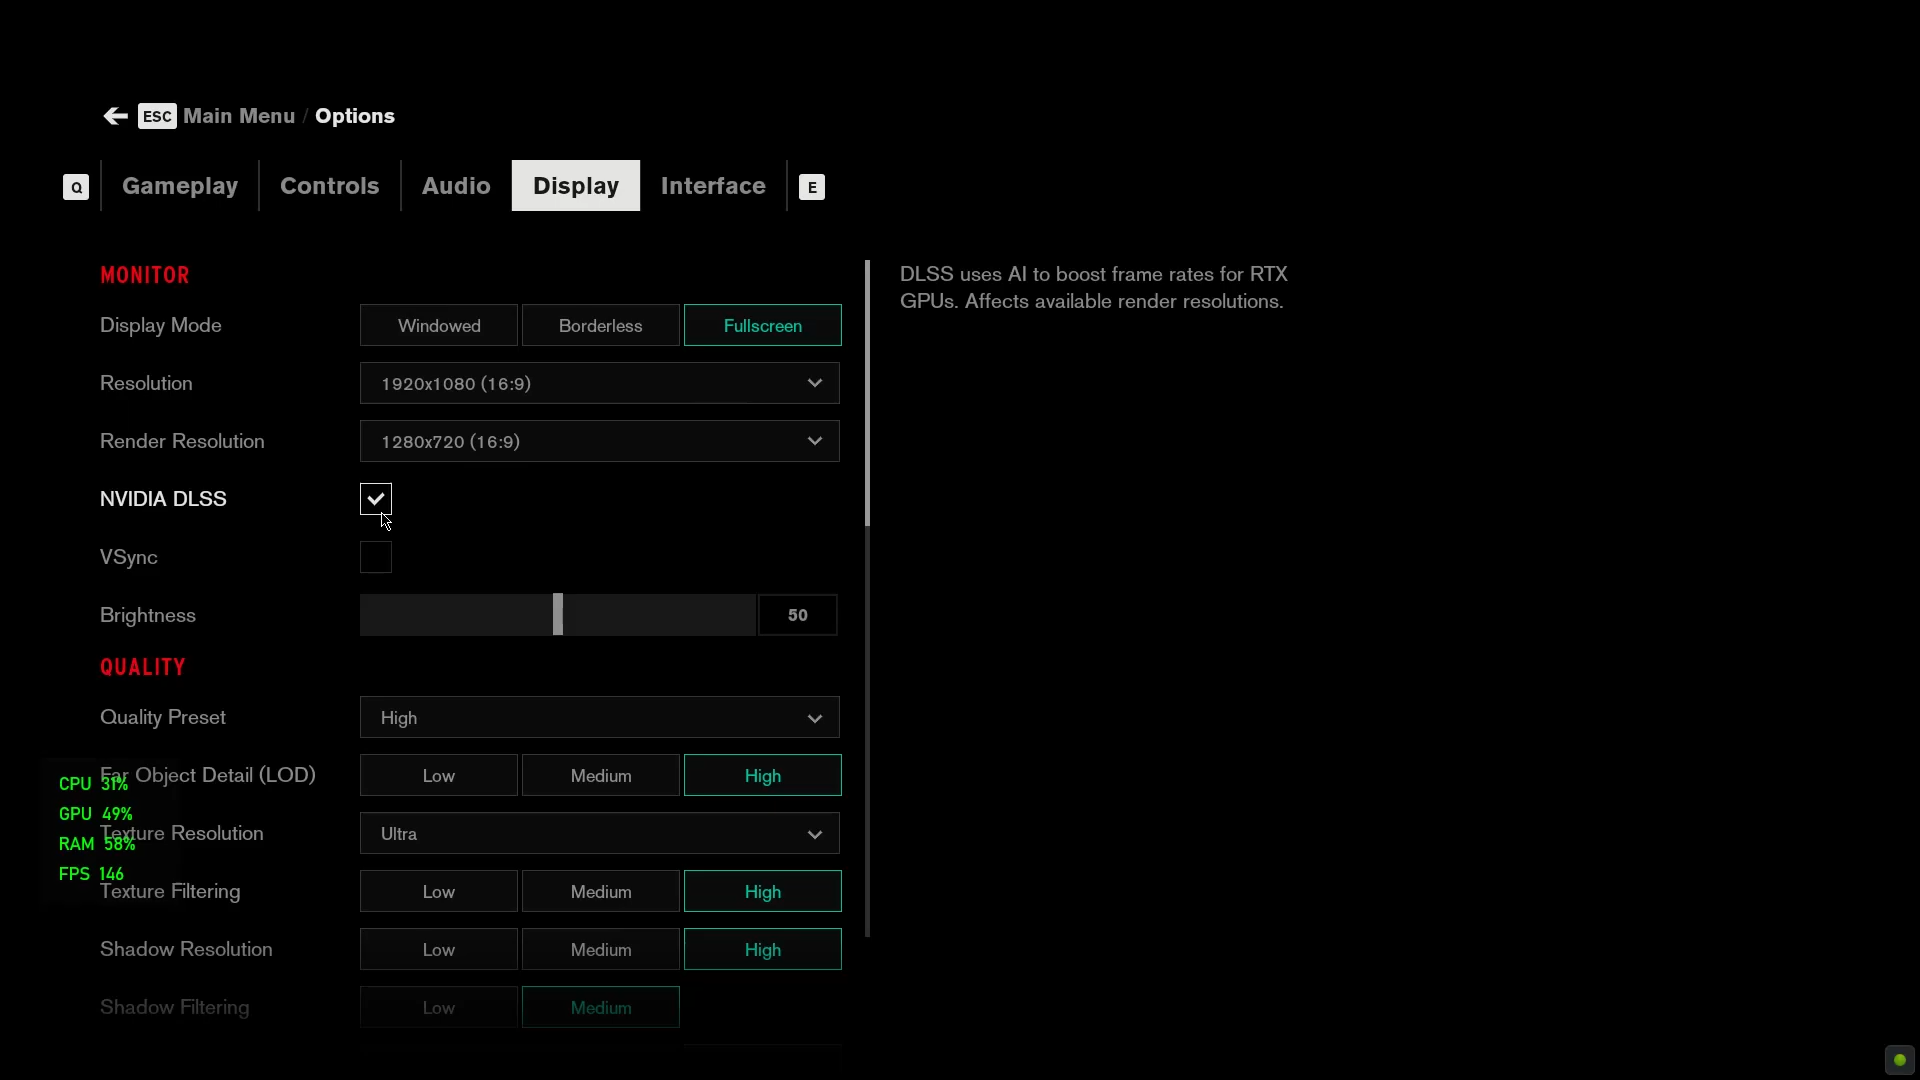 ESC Main Menu / Options
Q Gameplay Controls Audio Display Interface E
MONITOR
DLSS uses AI to boost frame rates for RTX
GPUs. Affects available render resolutions.
Display Mode Windowed Borderless Fullscreen
Resolution 1920x1080 (16:9)
Render Resolution 1280x720 (16:9)
NVIDIA DLSS
VSync
Brightness 50
QUALITY
Quality Preset High
Far Object Detail (LOD) Low Medium High
CPU 31%
GPU 49%
Texture Resolution Ultra
RAM 58%
FPS 146
Texture Filtering Low Medium High
Shadow Resolution Low Medium High
Shadow Filtering Low Medium